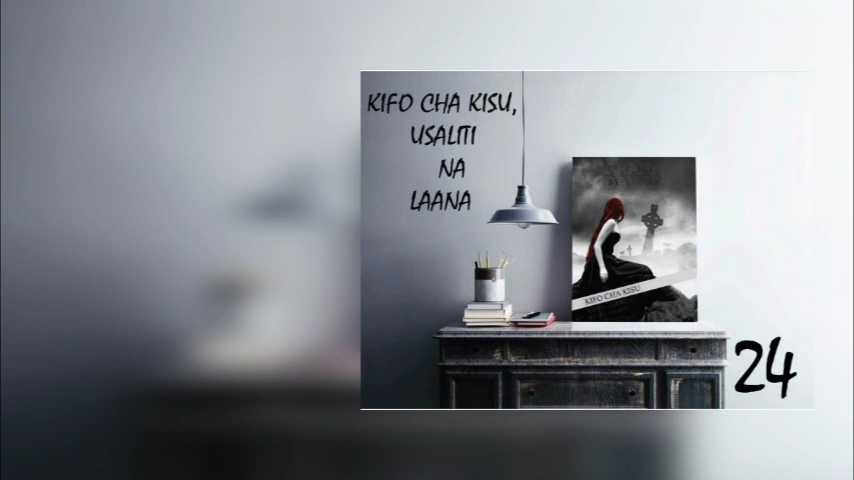 KIFO CHA KISU,
USALITI
NA
LAANA
KIFO CHA KISU
24